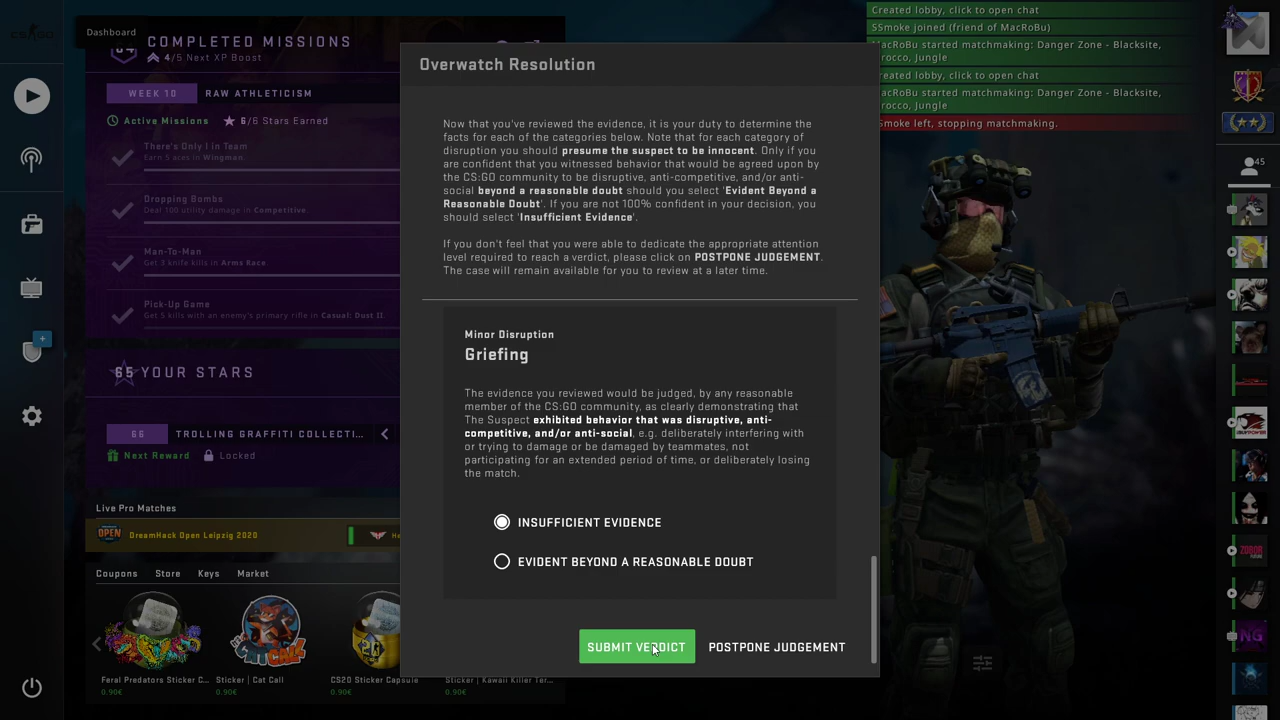 CS:GO
Dashboard
64
COMPLETED MISSIONS
4/5 Next XP Boost
WEEK 10
RAW ATHLETICISM
Active Missions
6/6 Stars Earned
There's Only I in Team
Earn 5 aces in Wingman.
Dropping Bombs
Deal 100 utility damage in Competitive.
Man-To-Man
Get 3 knife kills in Arms Race.
Pick-Up Game
Get 5 kills with an enemy's primary rifle in Casual: Dust II.
65 YOUR STARS
66
TROLLING GRAFFITI COLLECTI...
Next Reward
Locked
Live Pro Matches
OPEN
DreamHack Open Leipzig 2020
He
Coupons
Store
Keys
Market
Feral Predators Sticker C...
0.90€
Sticker | Cat Call
0.90€
CS20 Sticker Capsule
0.90€
Sticker | Kawaii Killer Ter...
0.90€
Overwatch Resolution
Now that you've reviewed the evidence, it is your duty to determine the
facts for each of the categories below. Note that for each category of
disruption you should presume the suspect to be innocent. Only if you
are confident that you witnessed behavior that would be agreed upon by
the CS:GO community to be disruptive, anti-competitive, and/or anti-
social beyond a reasonable doubt should you select 'Evident Beyond a
Reasonable Doubt'. If you are not 100% confident in your decision, you
should select 'Insufficient Evidence'.
If you don't feel that you were able to dedicate the appropriate attention
level required to reach a verdict, please click on POSTPONE JUDGEMENT.
The case will remain available for you to review at a later time.
Minor Disruption
Griefing
The evidence you reviewed would be judged, by any reasonable
member of the CS:GO community, as clearly demonstrating that
The Suspect exhibited behavior that was disruptive, anti-
competitive, and/or anti-social, e.g. deliberately interfering with
or trying to damage or be damaged by teammates, not
participating for an extended period of time, or deliberately losing
the match.
INSUFFICIENT EVIDENCE
EVIDENT BEYOND A REASONABLE DOUBT
SUBMIT VERDICT
POSTPONE JUDGEMENT
Created lobby, click to open chat
SSmoke joined (friend of MacRoBu)
MacRoBu started matchmaking: Danger Zone - Blacksite,
rocco, Jungle
reated lobby, click to open chat
acRoBu started matchmaking: Danger Zone - Blacksite,
rocco, Jungle
Smoke left, stopping matchmaking.
45
ZOBOR
NG